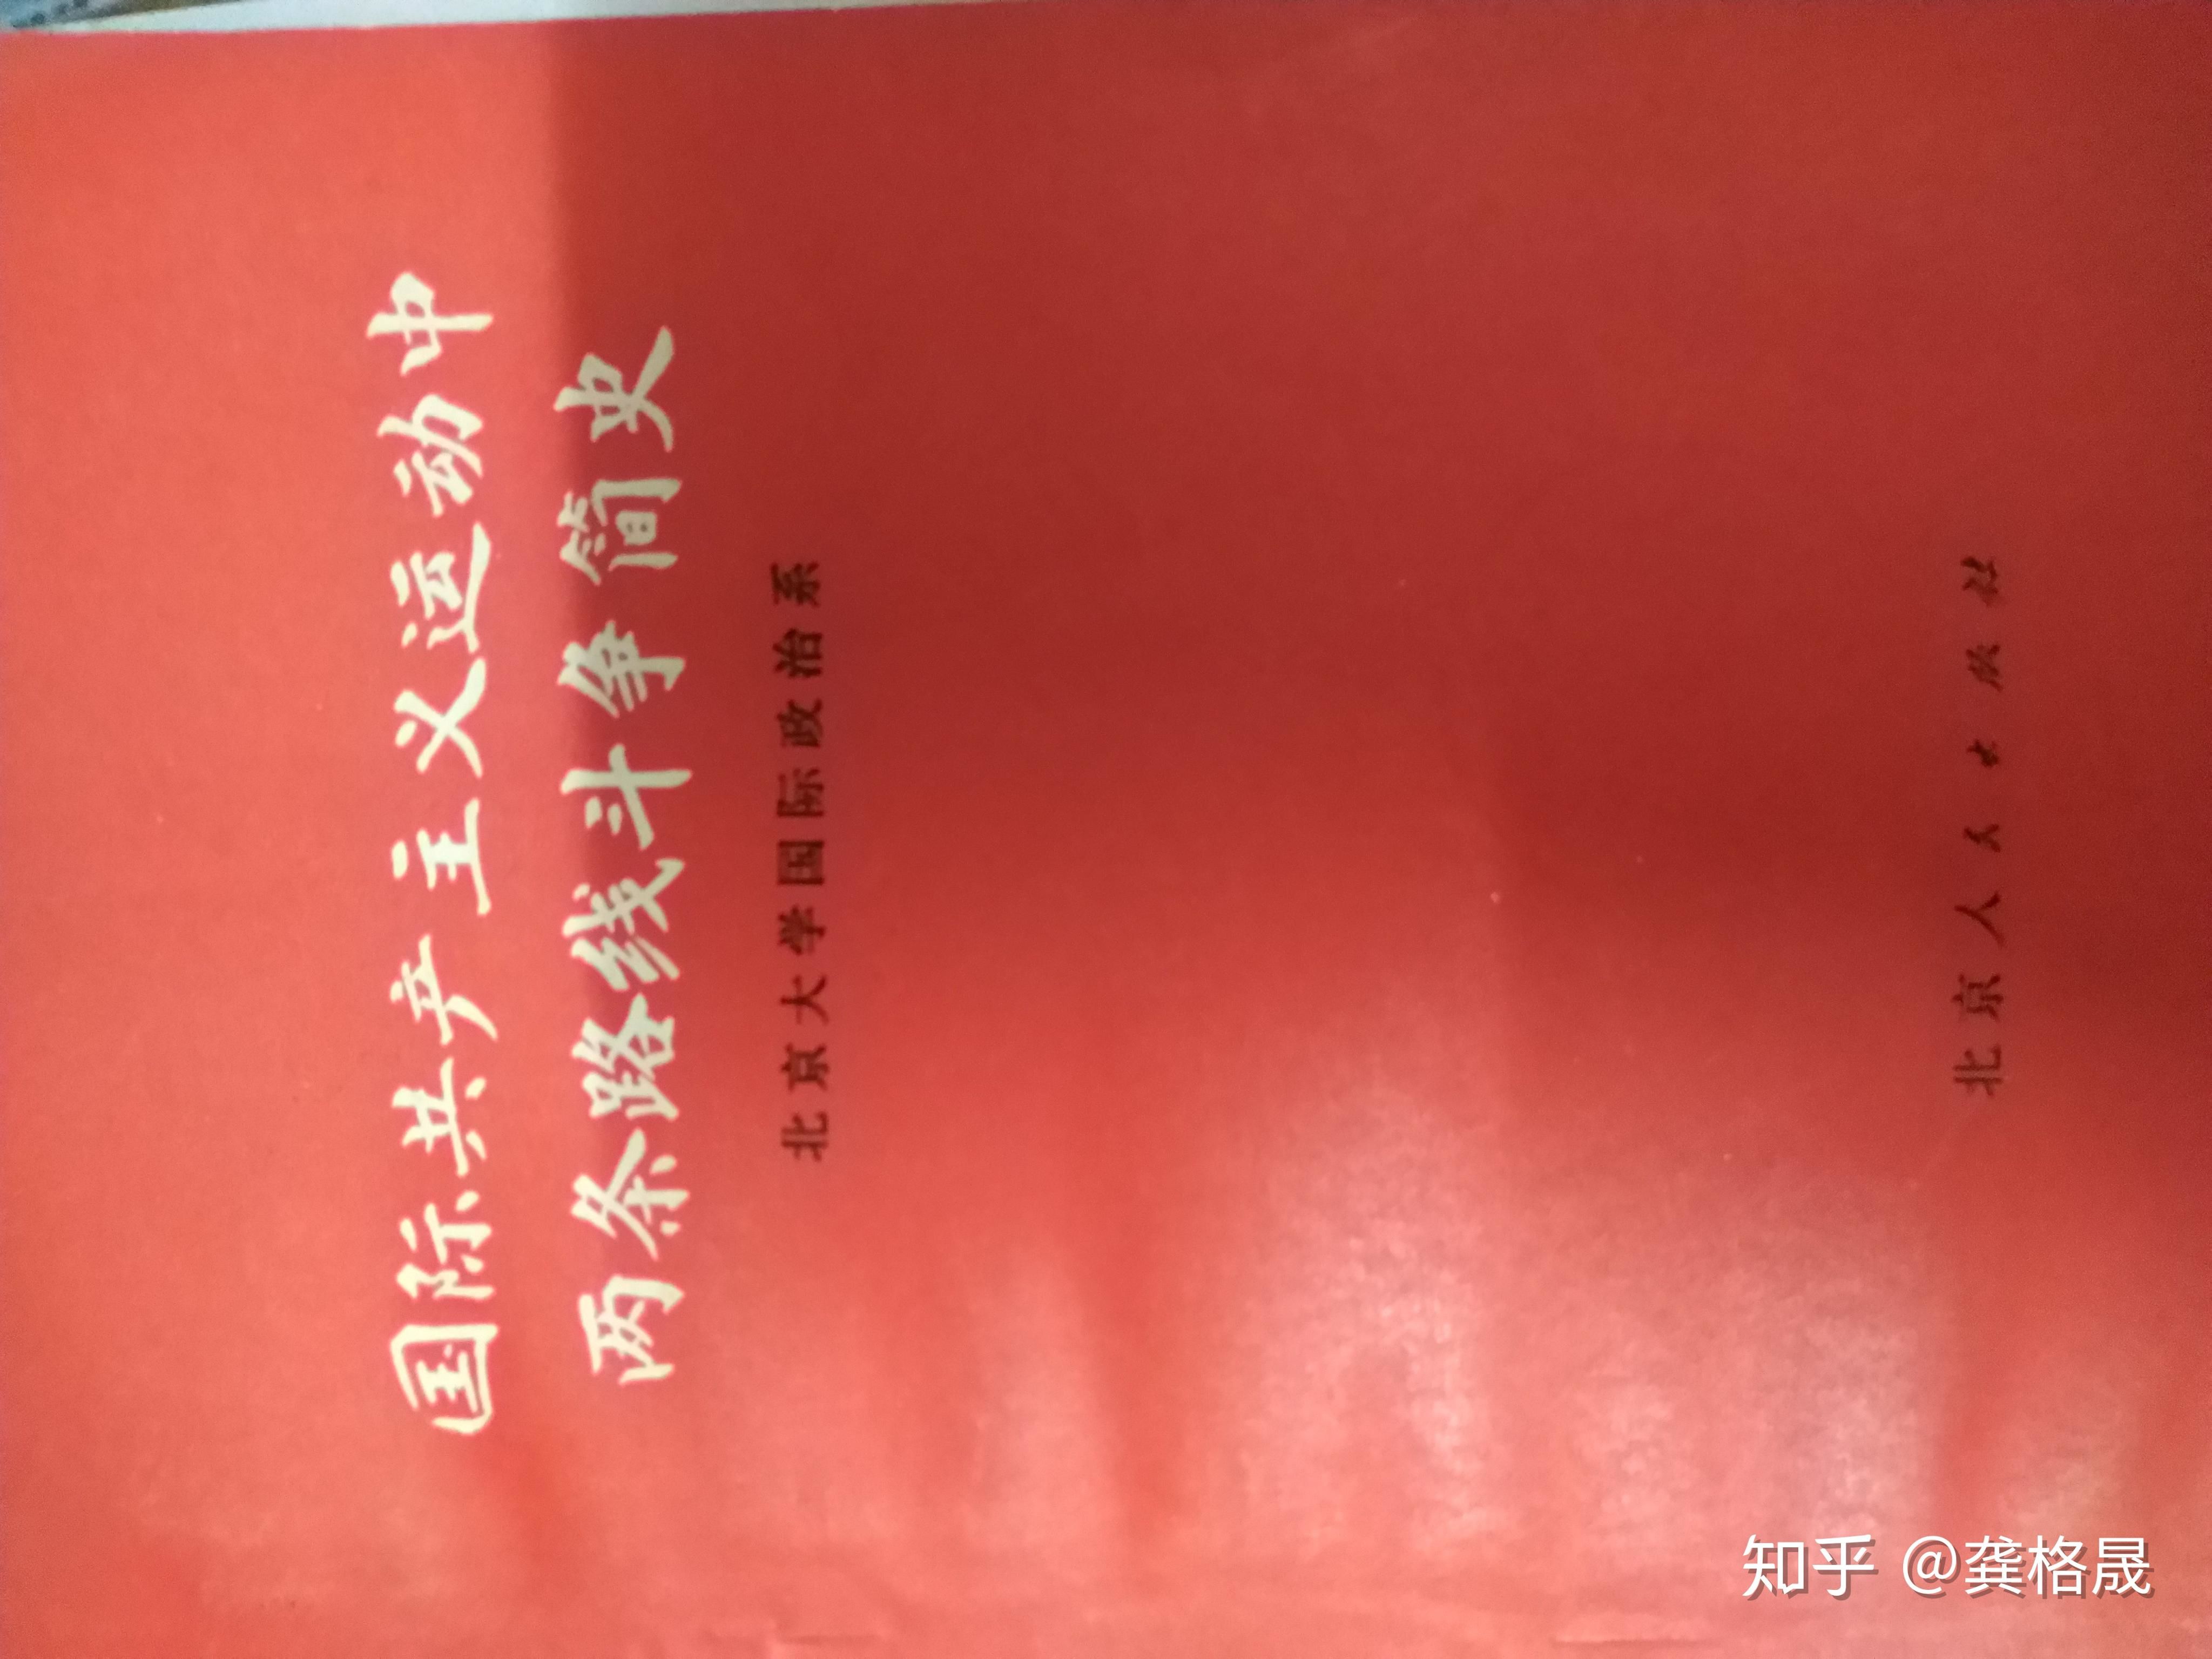 国际共产主义运动中
两条路线斗争简史
北京大学国际政治系
北京人民出版社
知乎 @龚格晟